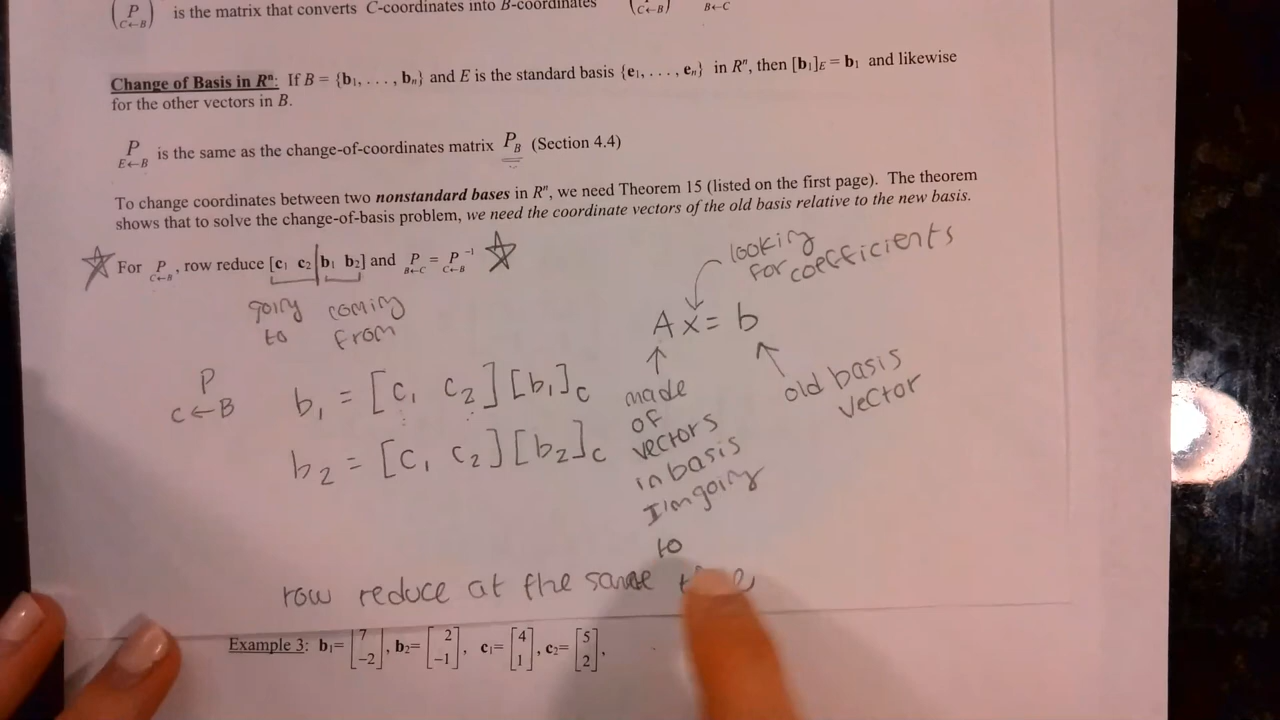 (P C←B) is the matrix that converts C-coordinates into B-coordinates (C←B) B←C
Change of Basis in Rⁿ: If B = {b₁, . . . , bₙ} and E is the standard basis {e₁, . . . , eₙ} in Rⁿ, then [b₁]E = b₁ and likewise
for the other vectors in B.
P E←B is the same as the change-of-coordinates matrix PB (Section 4.4)
To change coordinates between two nonstandard bases in Rⁿ, we need Theorem 15 (listed on the first page). The theorem
shows that to solve the change-of-basis problem, we need the coordinate vectors of the old basis relative to the new basis.
For P C←B, row reduce [c₁ c₂|b₁ b₂] and P B←C = P C←B ⁻¹
going coming
to from
looking
for coefficients
Ax = b
made
of
vectors
in basis
I'm going
to
old basis
vector
P
C←B
b₁ = [c₁ c₂][b₁]c
b₂ = [c₁ c₂][b₂]c
row reduce at the same
Example 3: b₁= [7 -2], b₂= [2 -1], c₁= [4 1], c₂= [5 2],